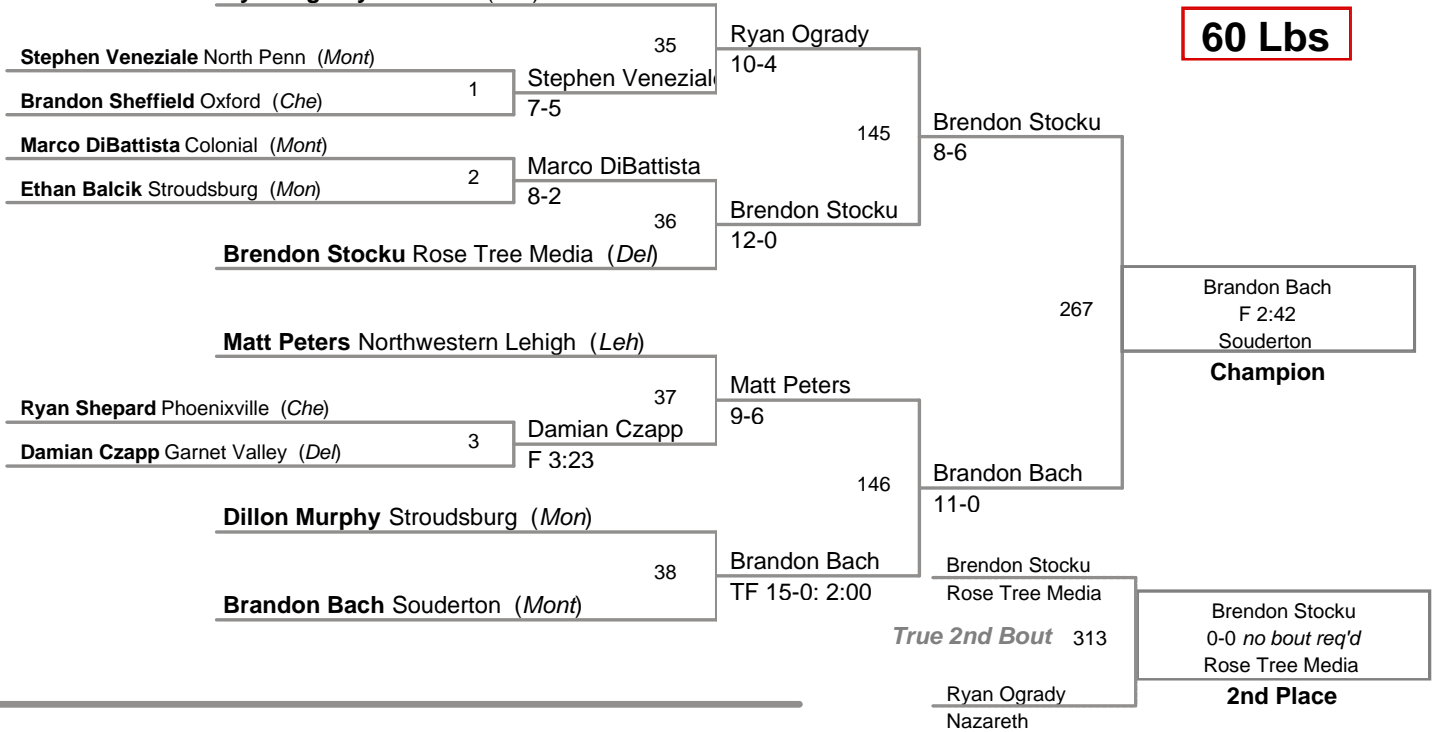 60 Lbs
35
Ryan Ogrady
10-4
Stephen Veneziale North Penn (Mont)
1
Stephen Venezial
7-5
Brandon Sheffield Oxford (Che)
145
Brendon Stocku
8-6
Marco DiBattista Colonial (Mont)
2
Marco DiBattista
8-2
Ethan Balcik Stroudsburg (Mon)
36
Brendon Stocku
12-0
Brendon Stocku Rose Tree Media (Del)
267
Brandon Bach
F 2:42
Souderton
Champion
Matt Peters Northwestern Lehigh (Leh)
37
Matt Peters
9-6
Ryan Shepard Phoenixville (Che)
3
Damian Czapp
F 3:23
Damian Czapp Garnet Valley (Del)
146
Brandon Bach
11-0
Dillon Murphy Stroudsburg (Mon)
38
Brandon Bach
TF 15-0: 2:00
Brandon Bach Souderton (Mont)
Brendon Stocku
Rose Tree Media
True 2nd Bout 313
Brendon Stocku
0-0 no bout req'd
Rose Tree Media
2nd Place
Ryan Ogrady
Nazareth